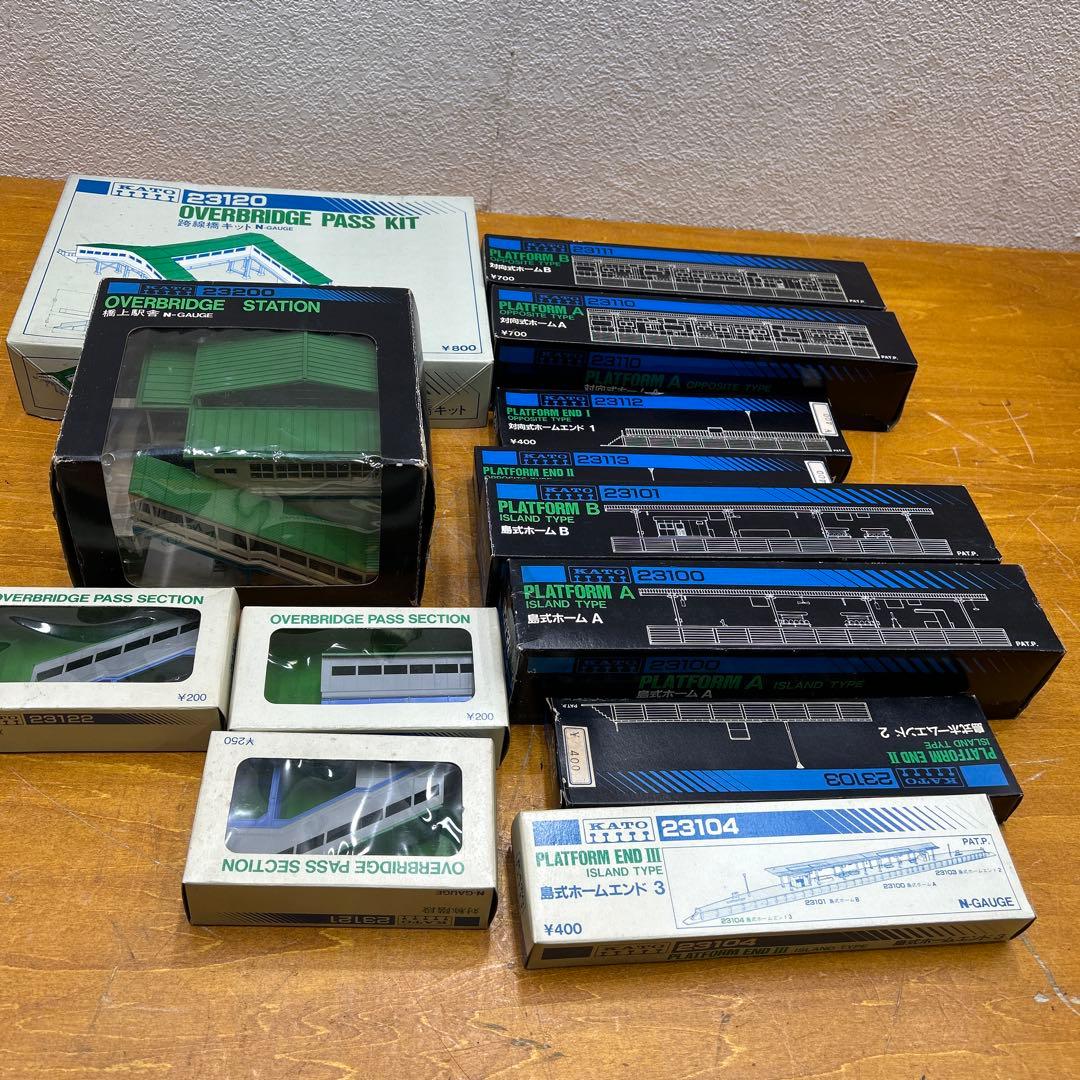 KATO 23120
OVERBRIDGE PASS KIT
跨線橋キット N-GAUGE
¥800
キット
KATO 23200
OVERBRIDGE STATION
橋上駅舎 N-GAUGE
OVERBRIDGE PASS SECTION
¥200
KATO 23122
OVERBRIDGE PASS SECTION
¥200
¥250
OVERBRIDGE PASS SECTION
N-GAUGE
KATO 23121
対向階段
KATO 23111
PLATFORM B
OPPOSITE TYPE
対向式ホーム B
¥700
PAT.P.
KATO 23110
PLATFORM A
OPPOSITE TYPE
対向式ホーム A
¥700
PAT.P.
KATO 23110
PLATFORM A OPPOSITE TYPE
KATO 23112
PLATFORM END I
OPPOSITE TYPE
対向式ホームエンド 1
¥400
KATO 23113
PLATFORM END II
OPPOSITE TYPE
KATO 23101
PLATFORM B
ISLAND TYPE
島式ホーム B
PAT.P.
KATO 23100
PLATFORM A
ISLAND TYPE
島式ホーム A
PAT.P.
KATO 23100
PLATFORM A ISLAND TYPE
島式ホーム A
PAT.P.
¥400
島式ホームエンド 2
ISLAND TYPE
PLATFORM END II
KATO 23103
KATO 23104
PLATFORM END III
ISLAND TYPE
島式ホームエンド 3
¥400
PAT.P.
23103 島式ホームエンド2
23100 島式ホームA
23101 島式ホームB
23104 島式ホームエンド3
N-GAUGE
KATO 23104
PLATFORM END III ISLAND TYPE
島式ホームエンド 3